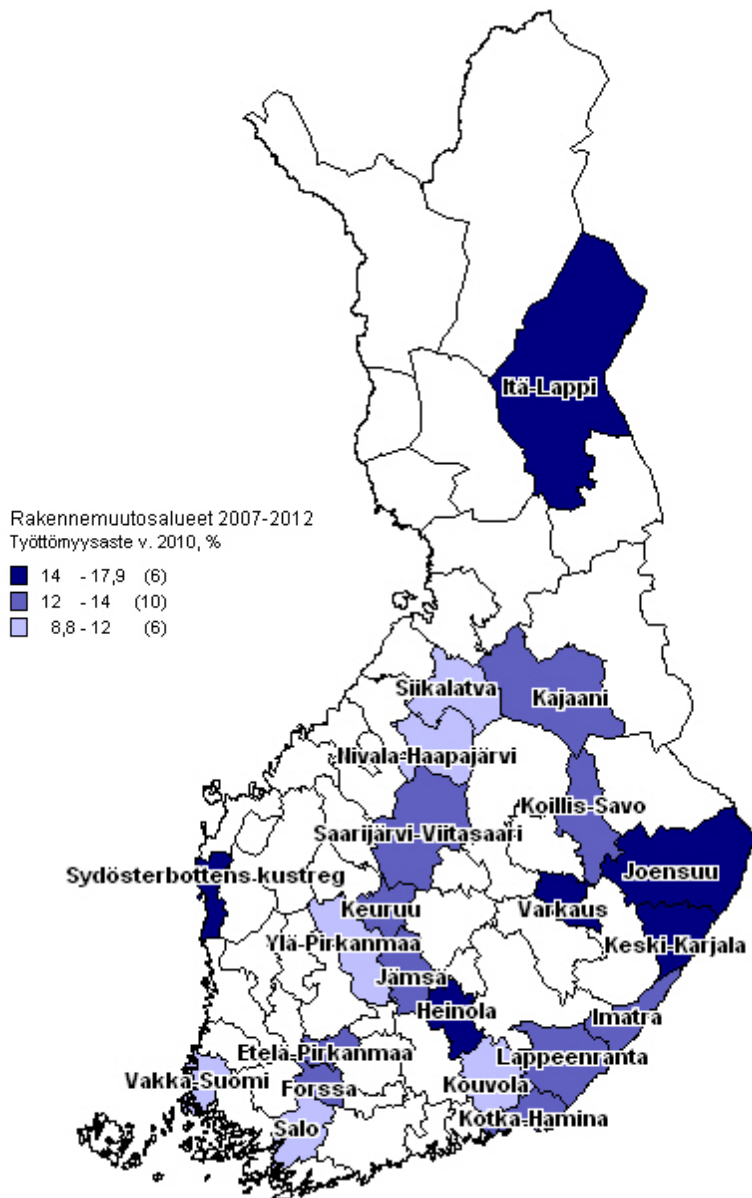 Itä-Lappi
Rakennemuutosalueet 2007-2012
Työttömyysaste v. 2010, %
14 - 17,9 (6)
12 - 14 (10)
8,8 - 12 (6)
Siikalatva
Kajaani
Nivala-Haapajärvi
Koillis-Savo
Saarijärvi-Viitasaari
Sydösterbottens kustreg
Joensuu
Keuruu
Varkaus
Ylä-Pirkanmaa
Keski-Karjala
Jämsä
Heinola
Imatra
Etelä-Pirkanmaa
Lappeenranta
Vakka-Suomi
Forssa
Kouvola
Salo
Kotka-Hamina